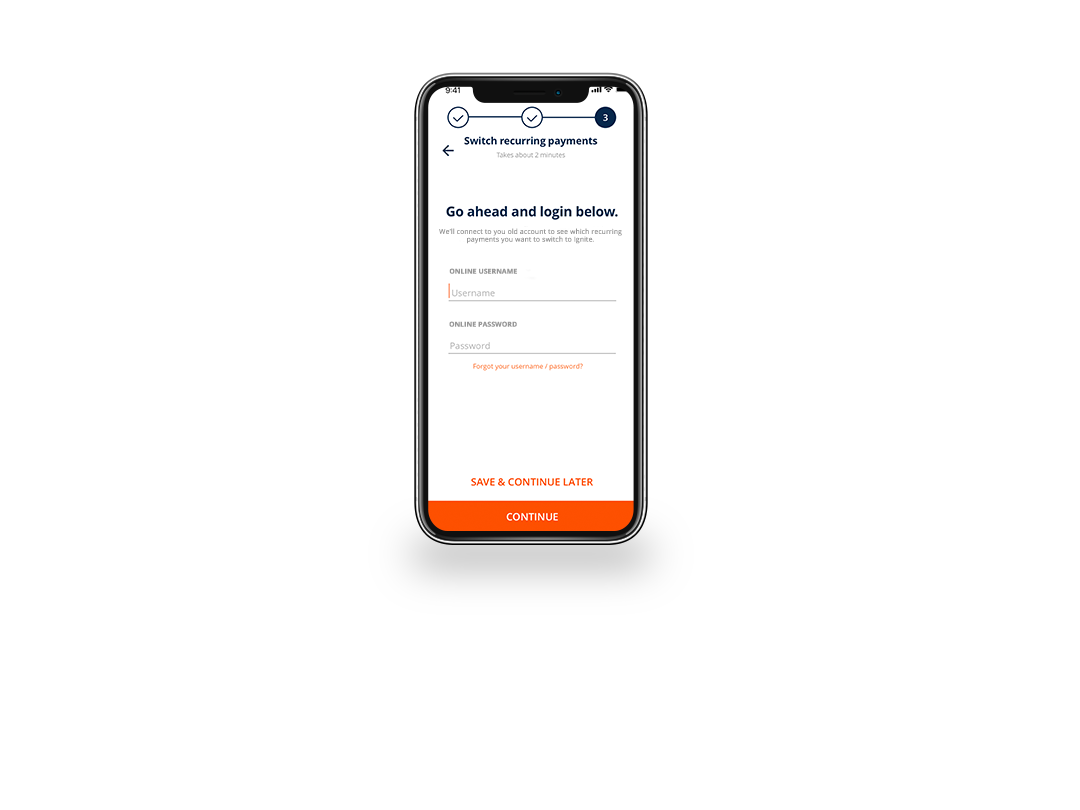 9:41
3
Switch recurring payments
Takes about 2 minutes
Go ahead and login below.
We'll connect to you old account to see which recurring
payments you want to switch to Ignite.
ONLINE USERNAME
Username
ONLINE PASSWORD
Password
Forgot your username / password?
SAVE & CONTINUE LATER
CONTINUE